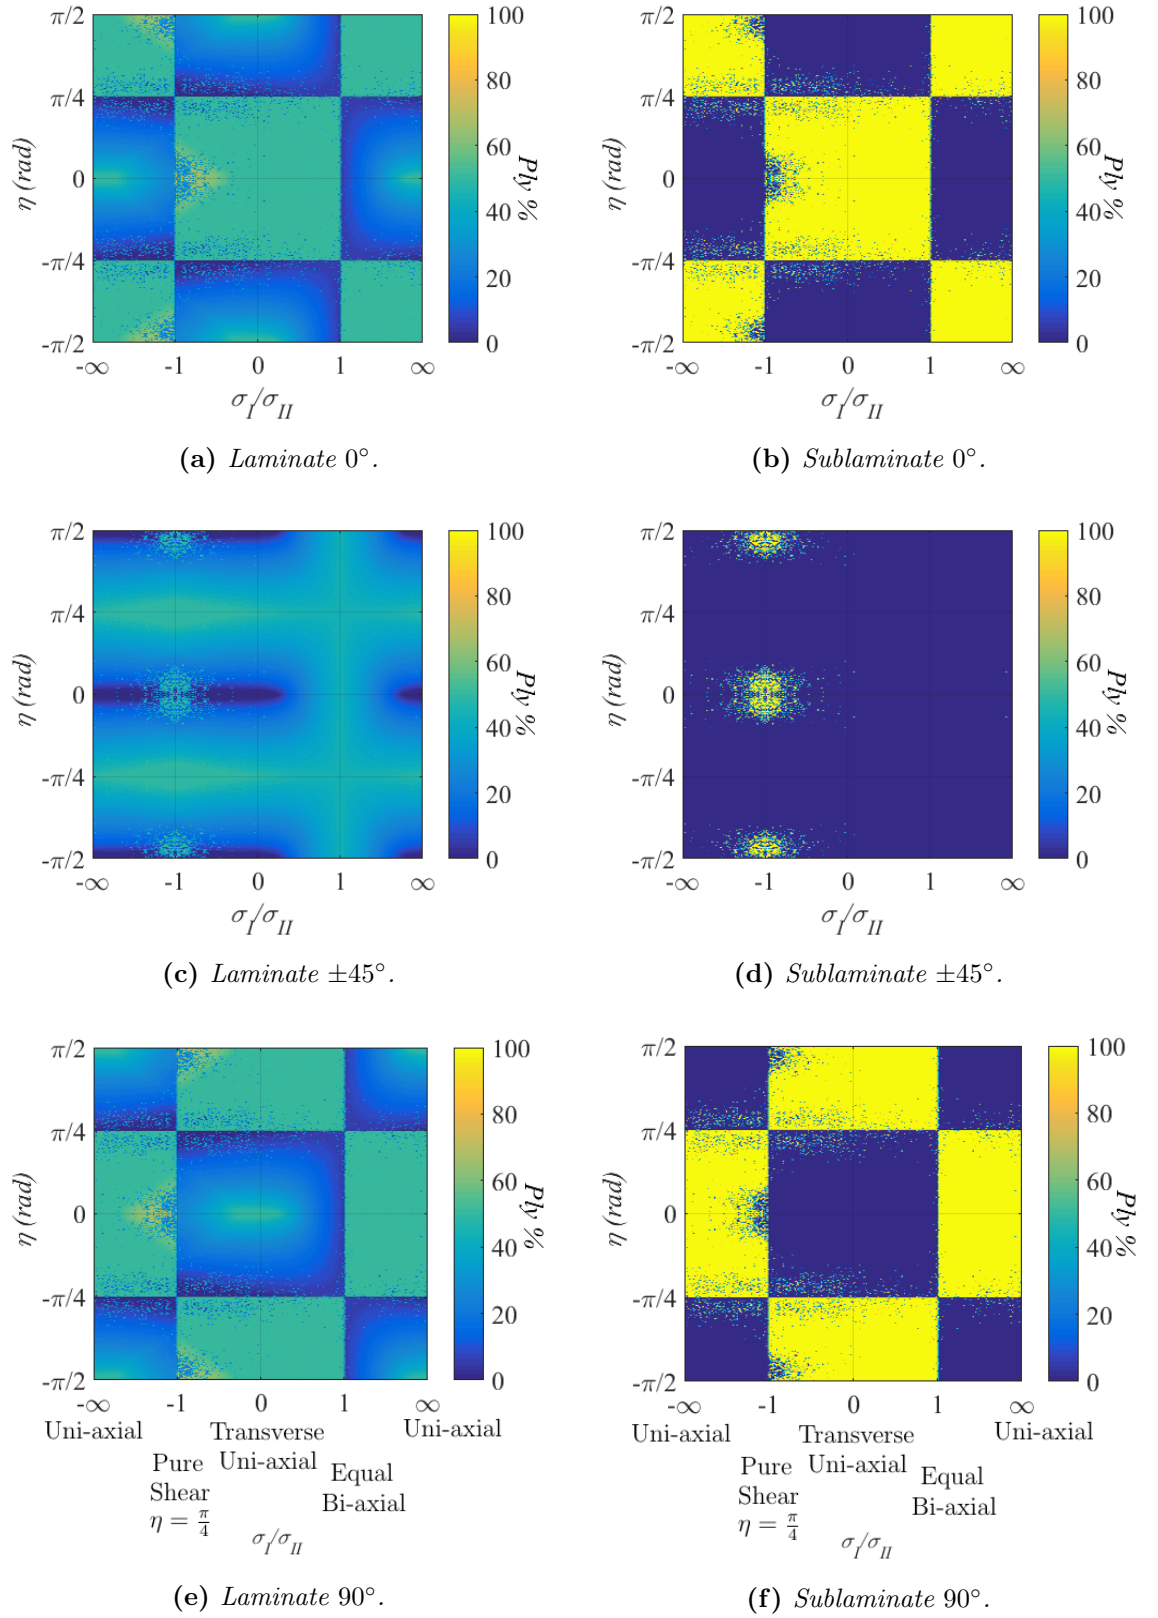 π/2
π/4
0
-π/4
-π/2
η (rad)
-∞ -1 0 1 ∞
σI/σII
100
80
60
40
20
0
Ply %
(a) Laminate 0°.
π/2
π/4
0
-π/4
-π/2
η (rad)
-∞ -1 0 1 ∞
σI/σII
100
80
60
40
20
0
Ply %
(b) Sublaminate 0°.
π/2
π/4
0
-π/4
-π/2
η (rad)
-∞ -1 0 1 ∞
σI/σII
100
80
60
40
20
0
Ply %
(c) Laminate ±45°.
π/2
π/4
0
-π/4
-π/2
η (rad)
-∞ -1 0 1 ∞
σI/σII
100
80
60
40
20
0
Ply %
(d) Sublaminate ±45°.
π/2
π/4
0
-π/4
-π/2
η (rad)
-∞ -1 0 1 ∞
Uni-axial Transverse Uni-axial
Uni-axial
Pure Equal
Shear Bi-axial
η = π/4
σI/σII
100
80
60
40
20
0
Ply %
(e) Laminate 90°.
π/2
π/4
0
-π/4
-π/2
η (rad)
-∞ -1 0 1 ∞
Uni-axial Transverse Uni-axial
Uni-axial
Pure Equal
Shear Bi-axial
η = π/4
σI/σII
100
80
60
40
20
0
Ply %
(f) Sublaminate 90°.